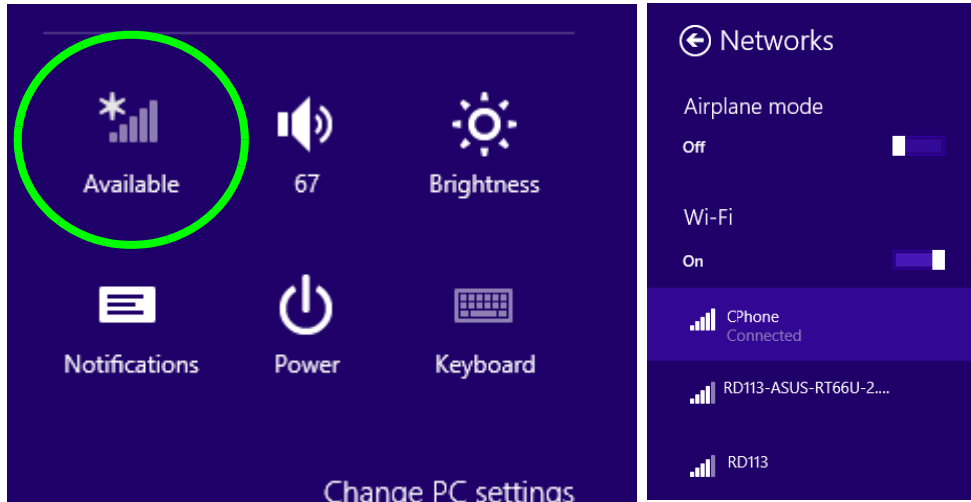 Available
67
Brightness
Notifications
Power
Keyboard
Change PC settings
Networks
Airplane mode
Off
Wi-Fi
On
CPhone
Connected
RD113-ASUS-RT66U-2....
RD113